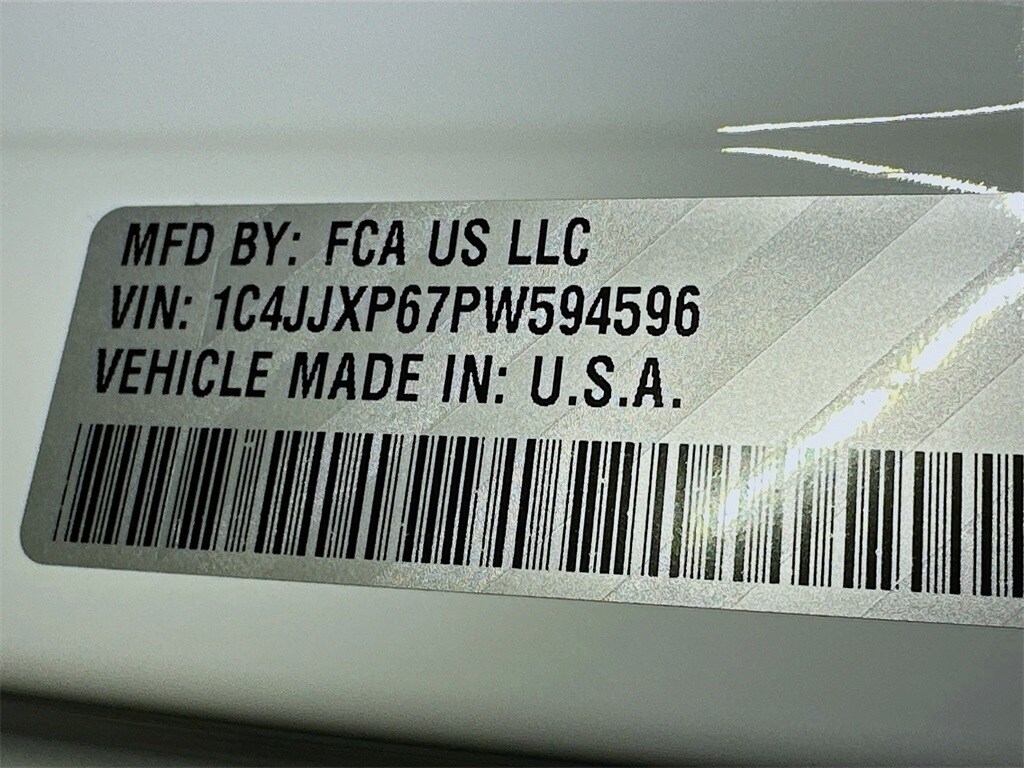 MFD BY: FCA US LLC
VIN: 1C4JJXP67PW594596
VEHICLE MADE IN: U.S.A.